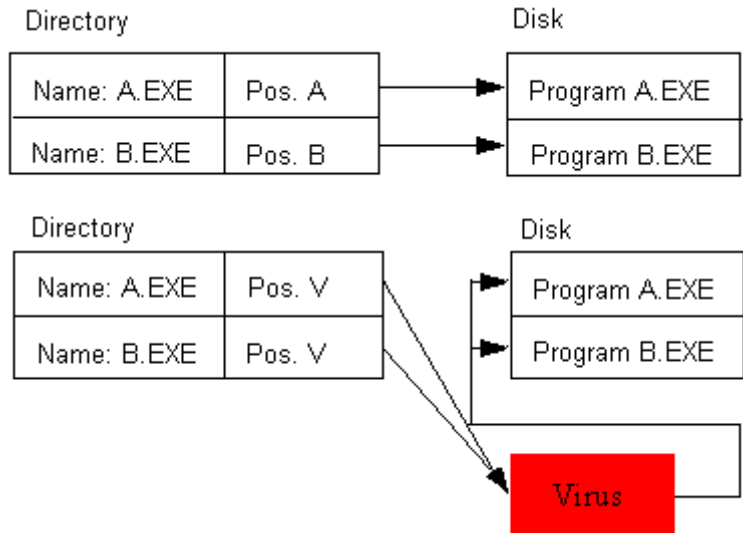 Directory Disk
Name: A.EXE Pos. A Program A.EXE
Name: B.EXE Pos. B Program B.EXE
Directory Disk
Name: A.EXE Pos. V Program A.EXE
Name: B.EXE Pos. V Program B.EXE
Virus